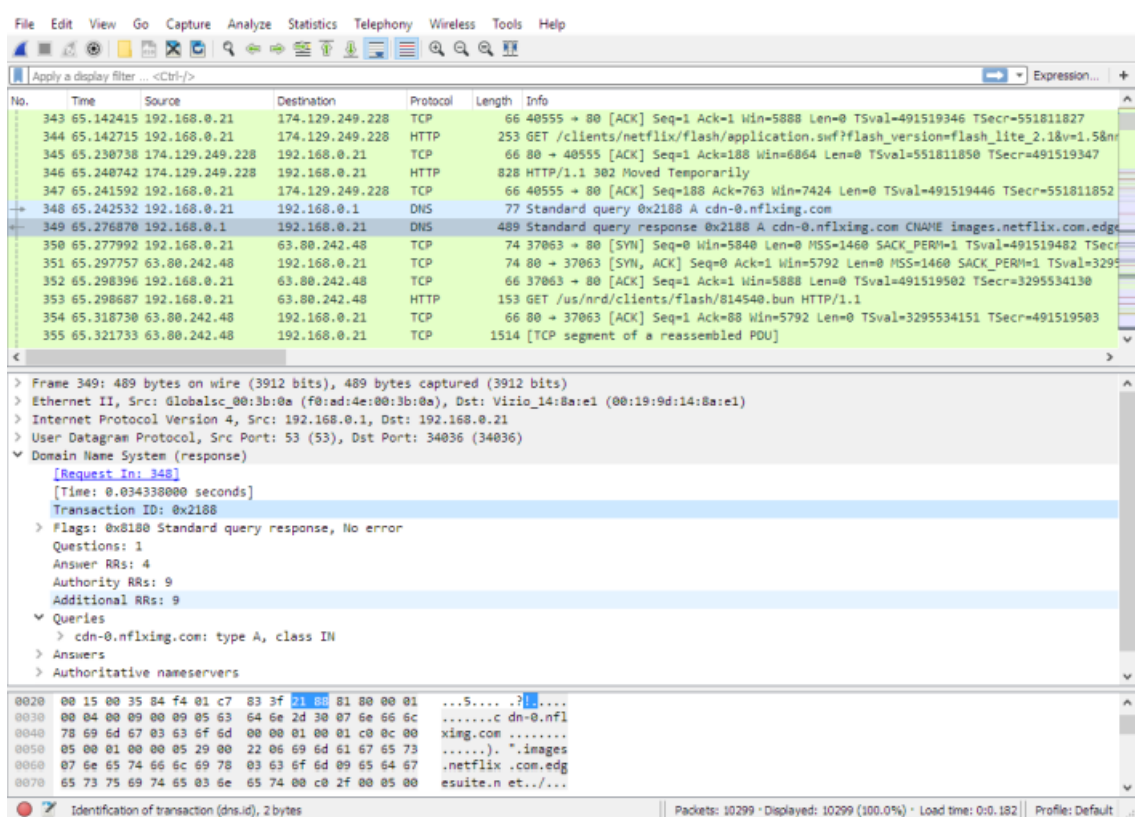 File Edit View Go Capture Analyze Statistics Telephony Wireless Tools Help
Apply a display filter ... <Ctrl-/> Expression... +
No. Time Source Destination Protocol Length Info
343 65.142415 192.168.0.21 174.129.249.228 TCP 66 40555 → 80 [ACK] Seq=1 Ack=1 Win=5888 Len=0 TSval=491519346 TSecr=551811827
344 65.142715 192.168.0.21 174.129.249.228 HTTP 253 GET /clients/netflix/flash/application.swf?flash_version=flash_lite_2.1&v=1.5&nr
345 65.230738 174.129.249.228 192.168.0.21 TCP 66 80 → 40555 [ACK] Seq=1 Ack=188 Win=6864 Len=0 TSval=551811850 TSecr=491519347
346 65.240742 174.129.249.228 192.168.0.21 HTTP 828 HTTP/1.1 302 Moved Temporarily
347 65.241592 192.168.0.21 174.129.249.228 TCP 66 40555 → 80 [ACK] Seq=188 Ack=763 Win=7424 Len=0 TSval=491519446 TSecr=551811852
348 65.242532 192.168.0.21 192.168.0.1 DNS 77 Standard query 0x2188 A cdn-0.nflximg.com
349 65.276870 192.168.0.1 192.168.0.21 DNS 489 Standard query response 0x2188 A cdn-0.nflximg.com CNAME images.netflix.com.edge
350 65.277992 192.168.0.21 63.80.242.48 TCP 74 37063 → 80 [SYN] Seq=0 Win=5840 Len=0 MSS=1460 SACK_PERM=1 TSval=491519482 TSecr
351 65.297757 63.80.242.48 192.168.0.21 TCP 74 80 → 37063 [SYN, ACK] Seq=0 Ack=1 Win=5792 Len=0 MSS=1460 SACK_PERM=1 TSval=3295
352 65.298396 192.168.0.21 63.80.242.48 TCP 66 37063 → 80 [ACK] Seq=1 Ack=1 Win=5888 Len=0 TSval=491519502 TSecr=3295534130
353 65.298687 192.168.0.21 63.80.242.48 HTTP 153 GET /us/nrd/clients/flash/814540.bun HTTP/1.1
354 65.318730 63.80.242.48 192.168.0.21 TCP 66 80 → 37063 [ACK] Seq=1 Ack=88 Win=5792 Len=0 TSval=3295534151 TSecr=491519503
355 65.321733 63.80.242.48 192.168.0.21 TCP 1514 [TCP segment of a reassembled PDU]
> Frame 349: 489 bytes on wire (3912 bits), 489 bytes captured (3912 bits)
> Ethernet II, Src: Globalsc_00:3b:0a (f0:ad:4e:00:3b:0a), Dst: Vizio_14:8a:e1 (00:19:9d:14:8a:e1)
> Internet Protocol Version 4, Src: 192.168.0.1, Dst: 192.168.0.21
> User Datagram Protocol, Src Port: 53 (53), Dst Port: 34036 (34036)
Domain Name System (response)
[Request In: 348]
[Time: 0.034338000 seconds]
Transaction ID: 0x2188
> Flags: 0x8180 Standard query response, No error
Questions: 1
Answer RRs: 4
Authority RRs: 9
Additional RRs: 9
Queries
> cdn-0.nflximg.com: type A, class IN
> Answers
> Authoritative nameservers
0020 00 15 00 35 84 f4 01 c7 83 3f 21 88 81 80 00 01 ...5.... .?!.....
0030 00 04 00 09 00 09 05 63 64 6e 2d 30 07 6e 66 6c .......c dn-0.nfl
0040 78 69 6d 67 03 63 6f 6d 00 00 01 00 01 c0 0c 00 ximg.com ........
0050 05 00 01 00 00 05 29 00 22 06 69 6d 61 67 65 73 ......). ".images
0060 07 6e 65 74 66 6c 69 78 03 63 6f 6d 09 65 64 67 .netflix .com.edg
0070 65 73 75 69 74 65 03 6e 65 74 00 c0 2f 00 05 00 esuite.n et../...
Identification of transaction (dns.id), 2 bytes Packets: 10299 · Displayed: 10299 (100.0%) · Load time: 0:0.182 Profile: Default